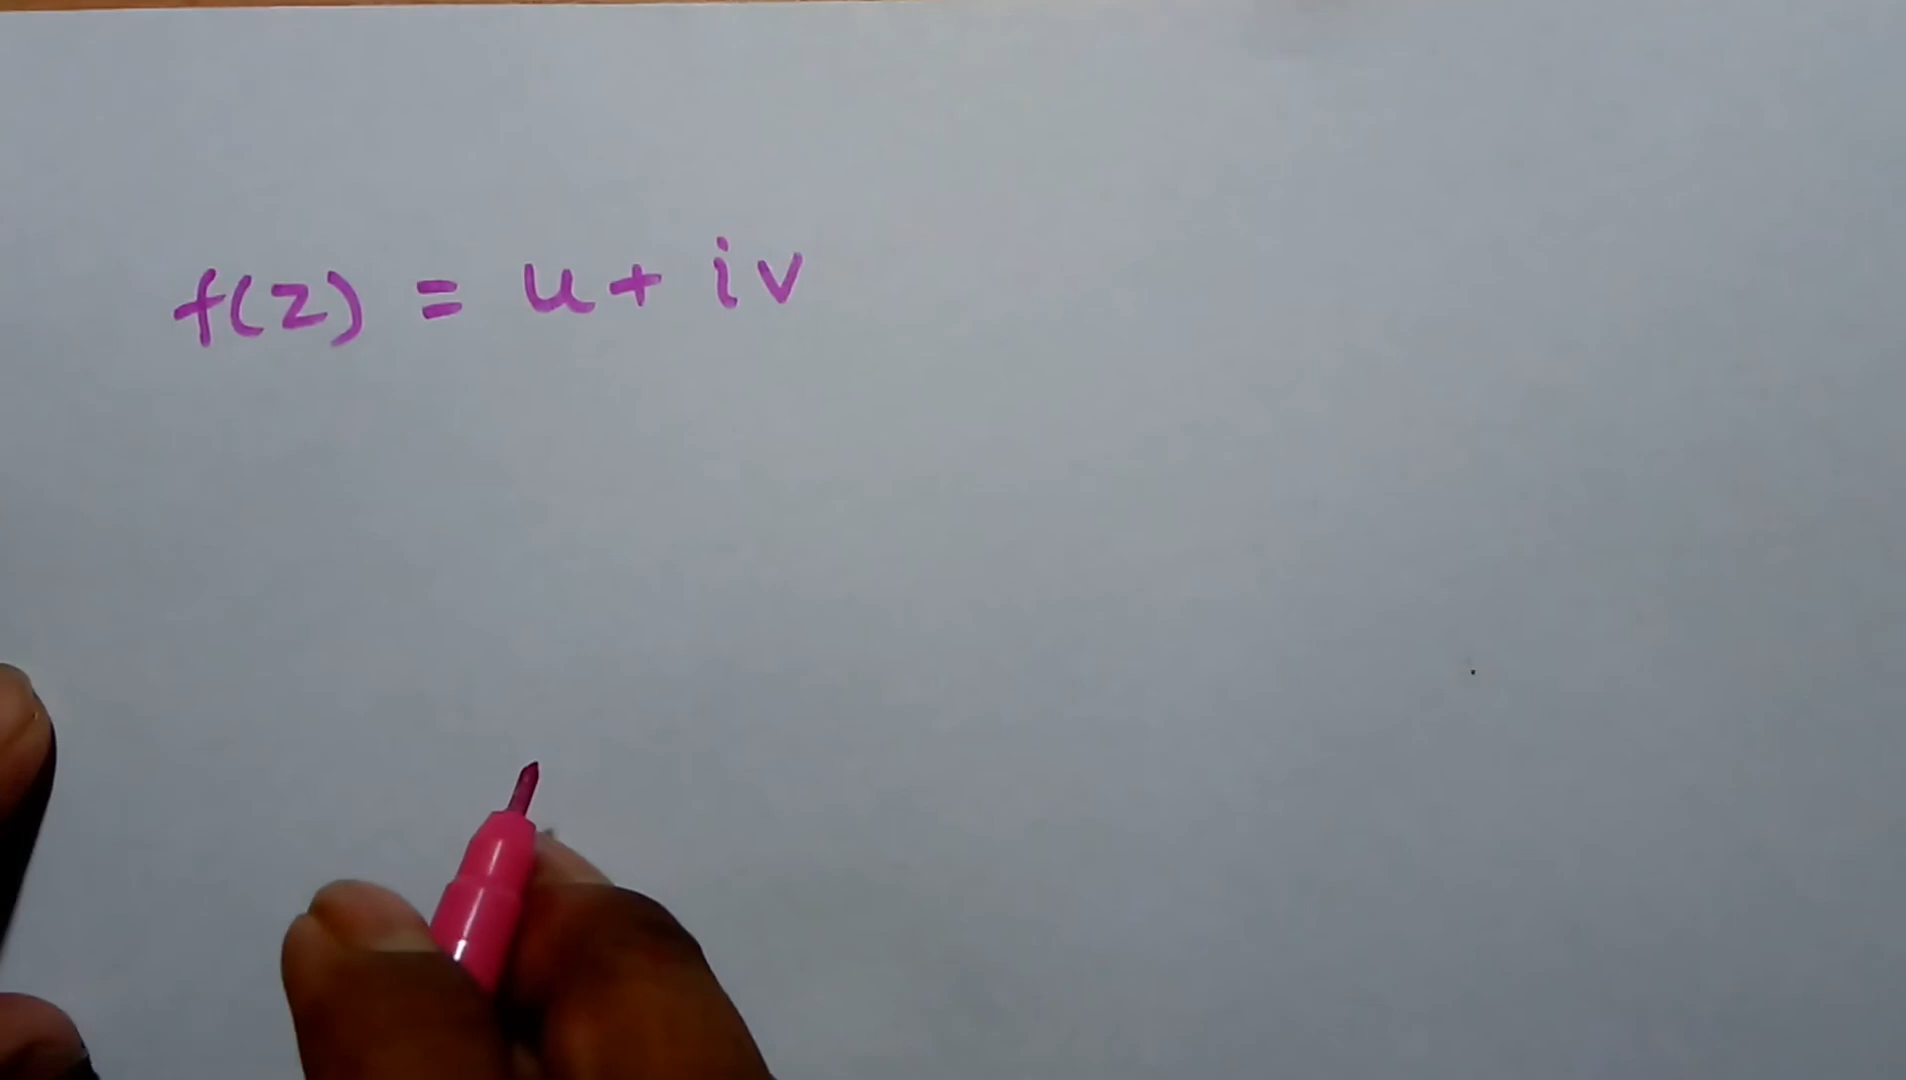 f(z) = u + iv